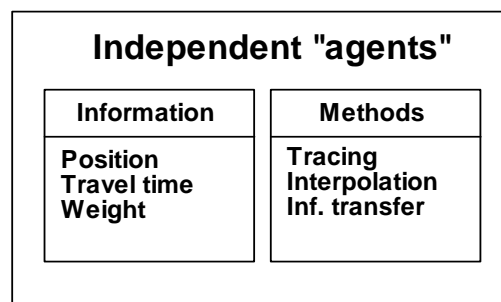 Independent "agents"
Information
Position
Travel time
Weight
Methods
Tracing
Interpolation
Inf. transfer